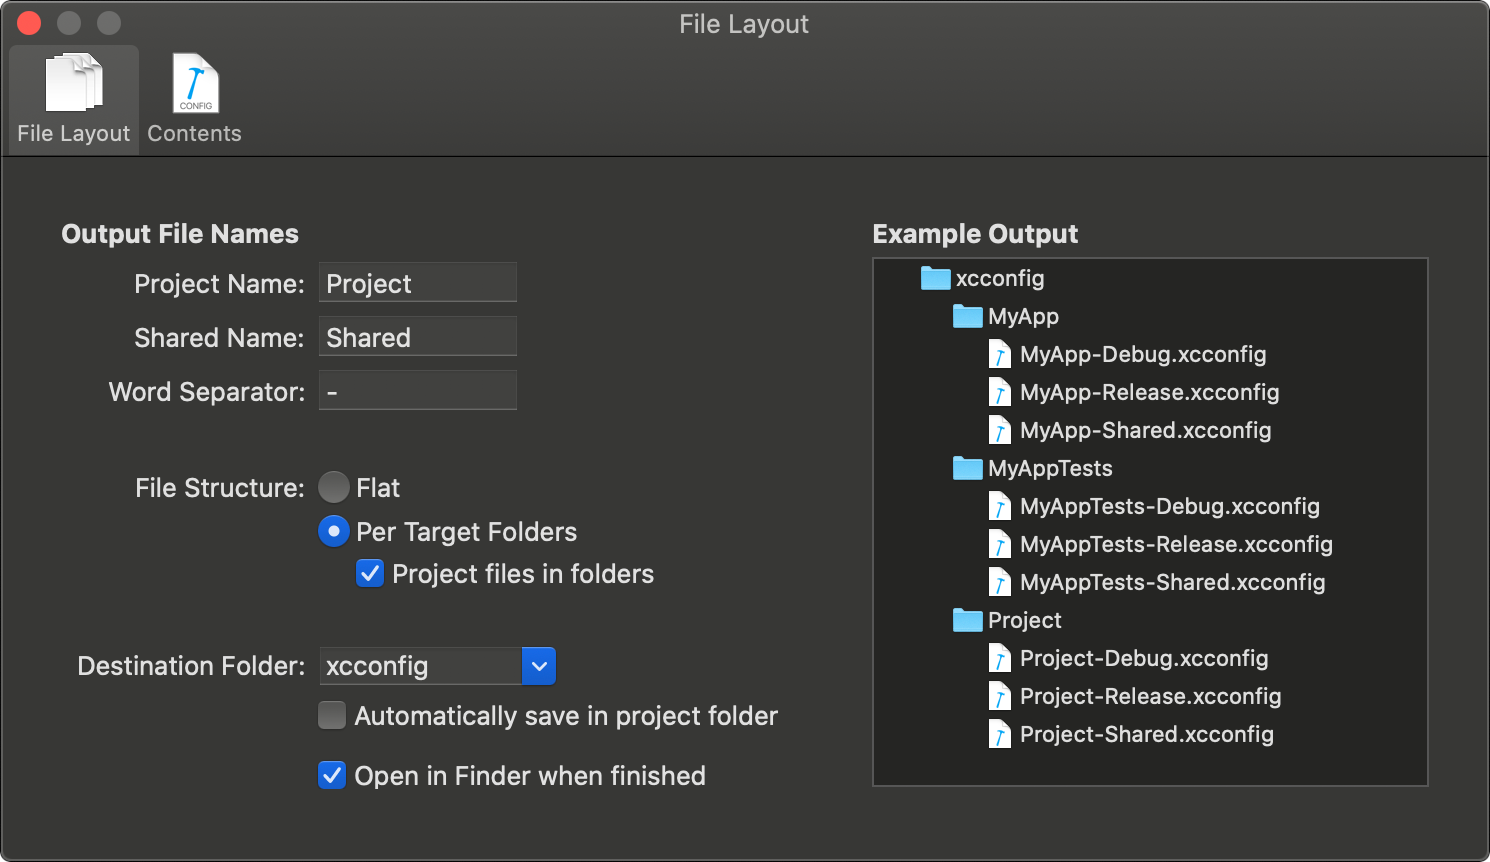 File Layout
CONFIG
File Layout Contents
Output File Names
Project Name: Project
Shared Name: Shared
Word Separator: -
File Structure: Flat
Per Target Folders
Project files in folders
Destination Folder: xcconfig
Automatically save in project folder
Open in Finder when finished
Example Output
xcconfig
MyApp
MyApp-Debug.xcconfig
MyApp-Release.xcconfig
MyApp-Shared.xcconfig
MyAppTests
MyAppTests-Debug.xcconfig
MyAppTests-Release.xcconfig
MyAppTests-Shared.xcconfig
Project
Project-Debug.xcconfig
Project-Release.xcconfig
Project-Shared.xcconfig